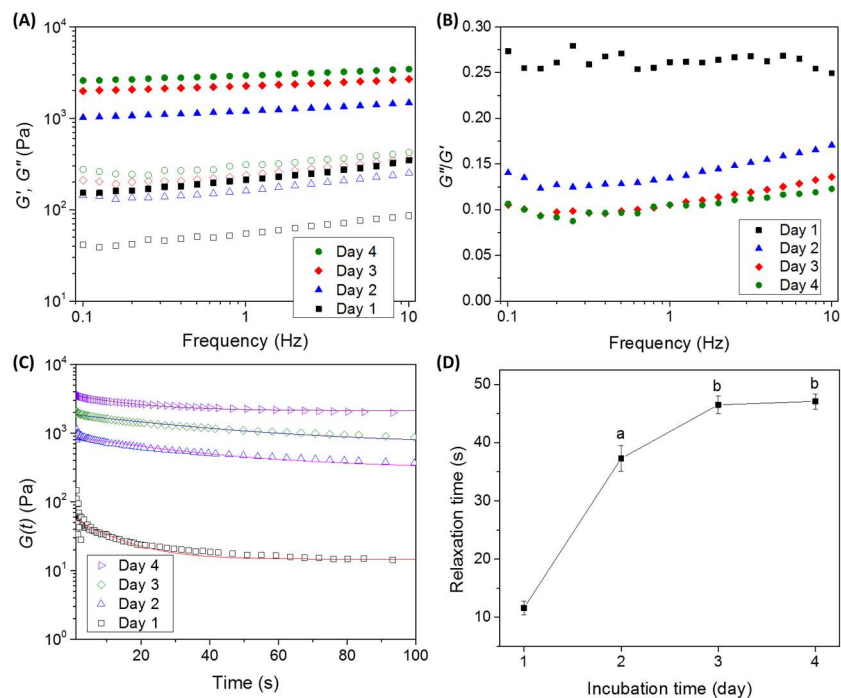 (A)
10⁴
10³
10²
10¹
G', G'' (Pa)
0.1
1
10
Frequency (Hz)
Day 4
Day 3
Day 2
Day 1
(B)
0.30
0.25
0.20
0.15
0.10
0.05
0.00
G''/G'
0.1
1
10
Frequency (Hz)
Day 1
Day 2
Day 3
Day 4
(C)
10⁴
10³
10²
10¹
10⁰
G(t) (Pa)
20
40
60
80
100
Time (s)
Day 4
Day 3
Day 2
Day 1
(D)
50
40
30
20
10
Relaxation time (s)
a
b
b
1
2
3
4
Incubation time (day)